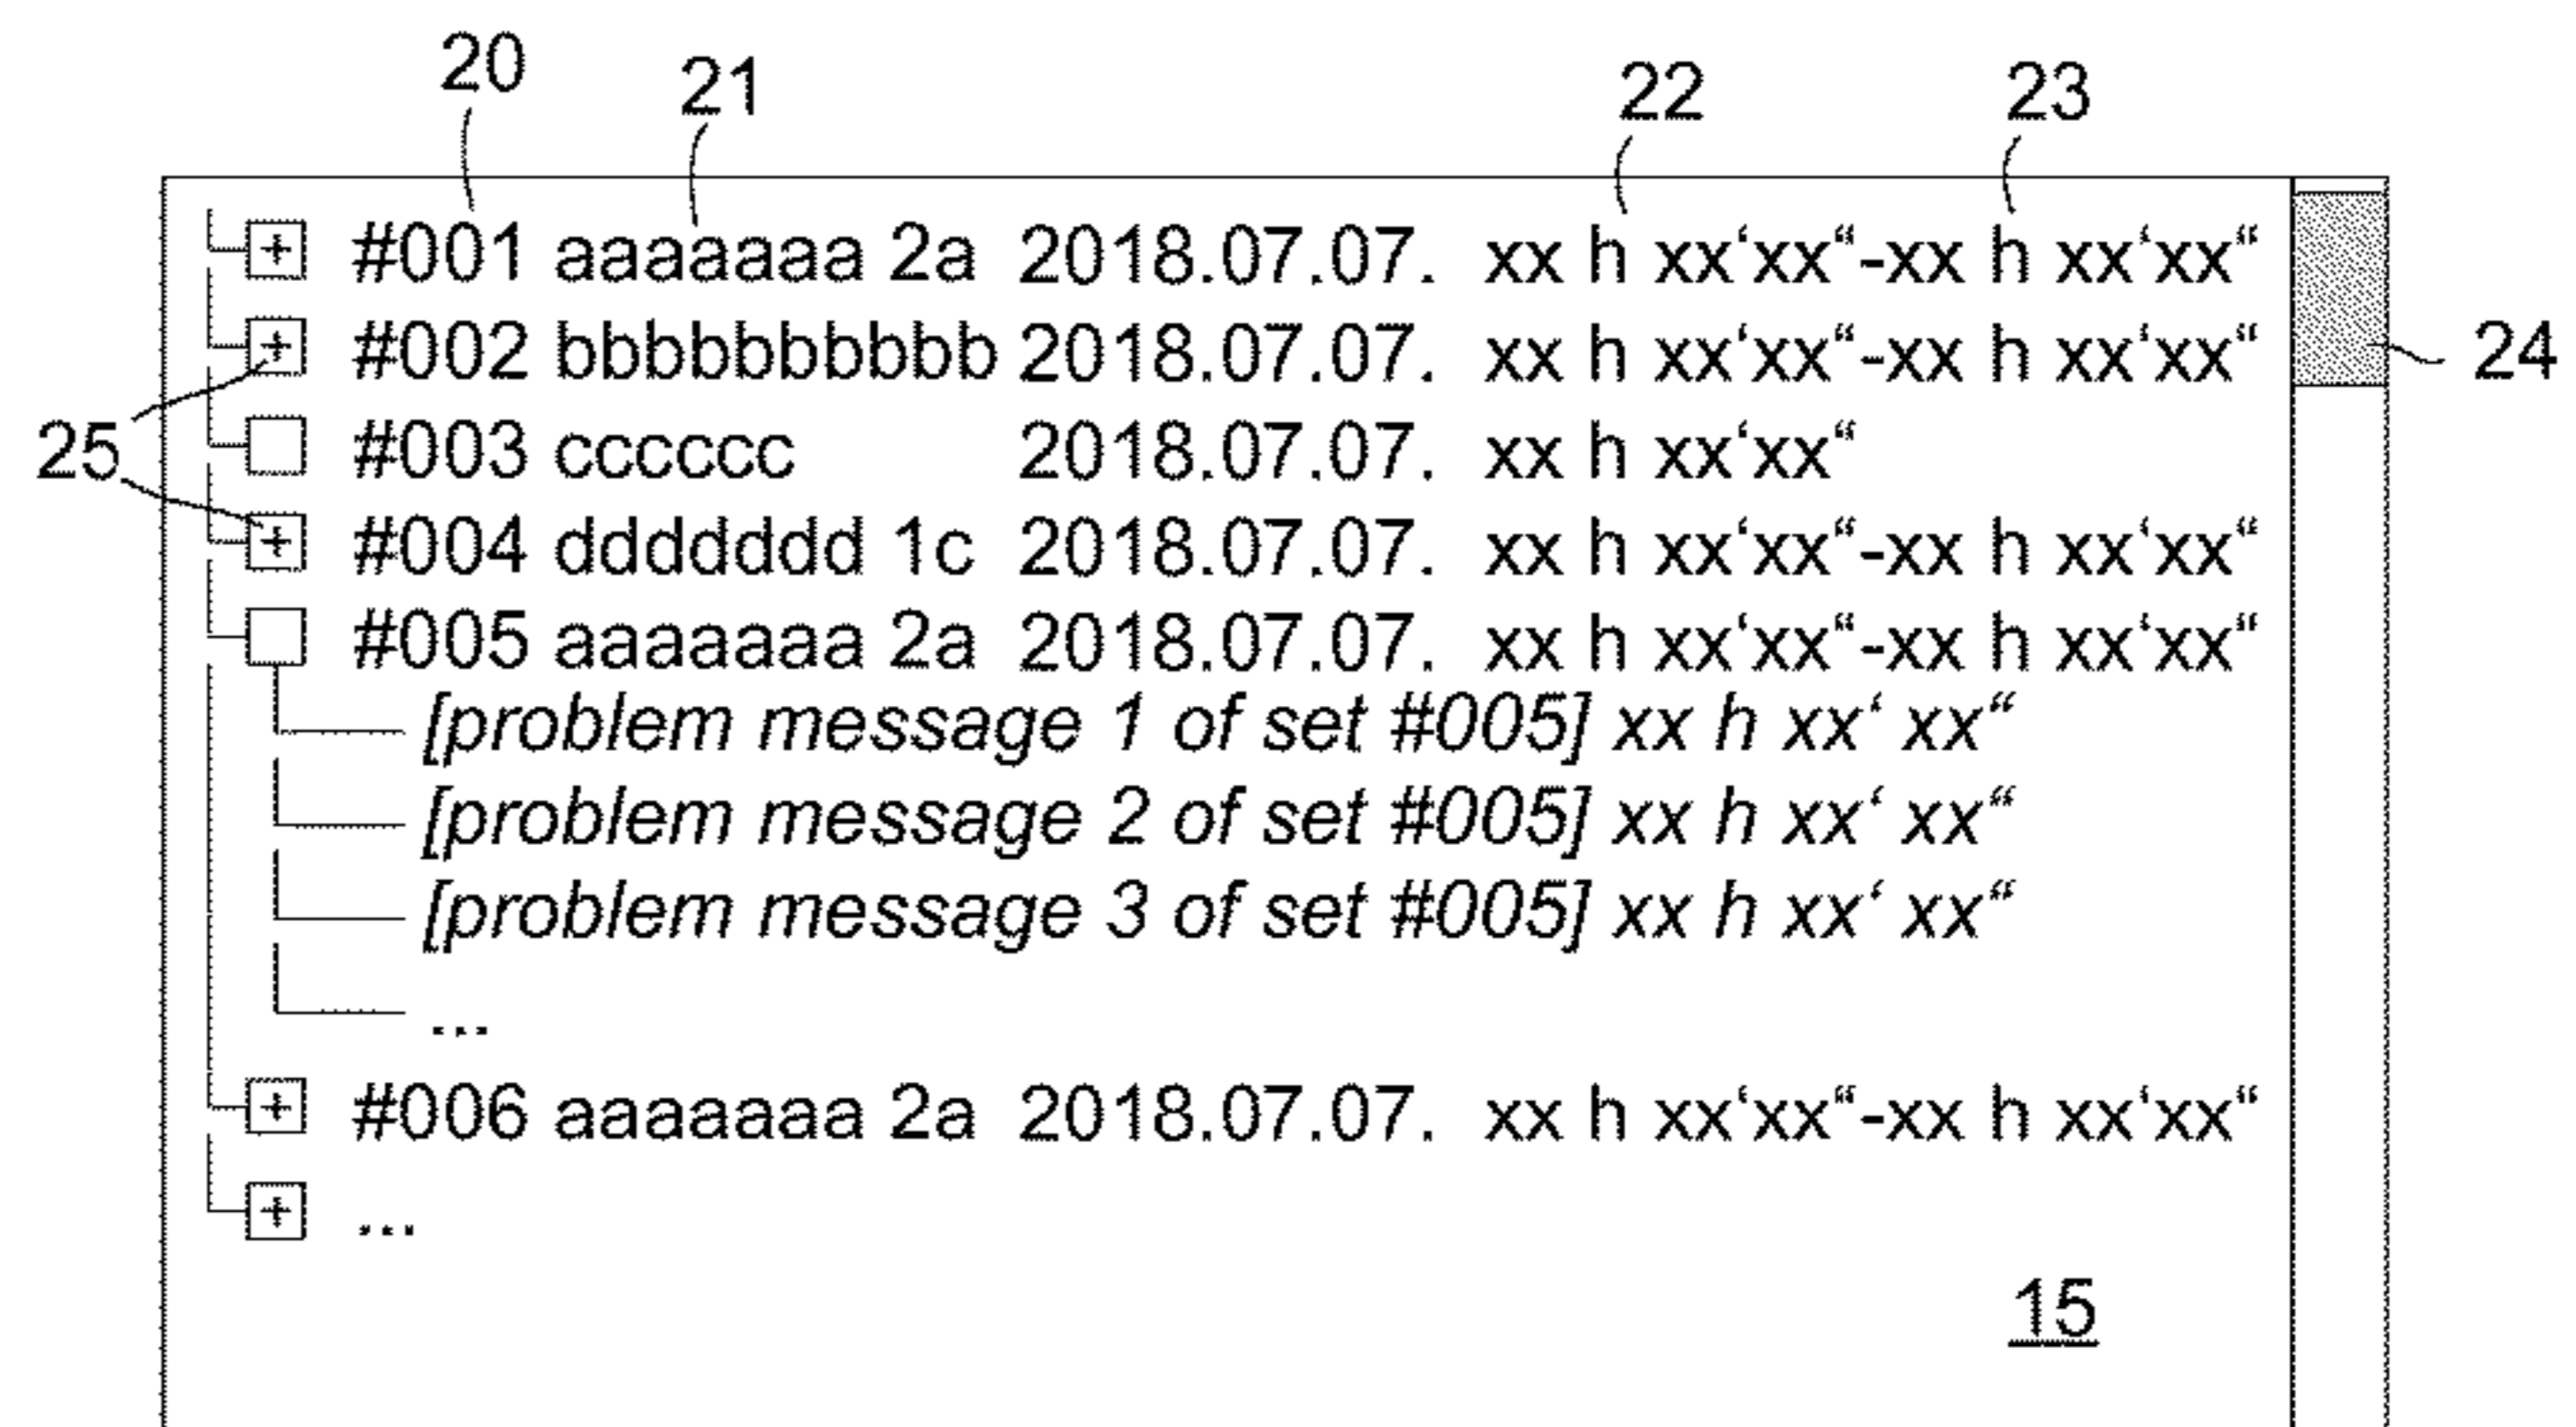 20 21 22 23
+ #001 aaaaaaa 2a 2018.07.07. xx h xx‘xx“-xx h xx‘xx“
+ #002 bbbbbbbbbb 2018.07.07. xx h xx‘xx“-xx h xx‘xx“
24
#003 cccccc 2018.07.07. xx h xx‘xx“
25
+ #004 ddddddd 1c 2018.07.07. xx h xx‘xx“-xx h xx‘xx“
#005 aaaaaaa 2a 2018.07.07. xx h xx‘xx“-xx h xx‘xx“
[problem message 1 of set #005] xx h xx‘ xx“
[problem message 2 of set #005] xx h xx‘ xx“
[problem message 3 of set #005] xx h xx‘ xx“
...
+ #006 aaaaaaa 2a 2018.07.07. xx h xx‘xx“-xx h xx‘xx“
+ ...
15